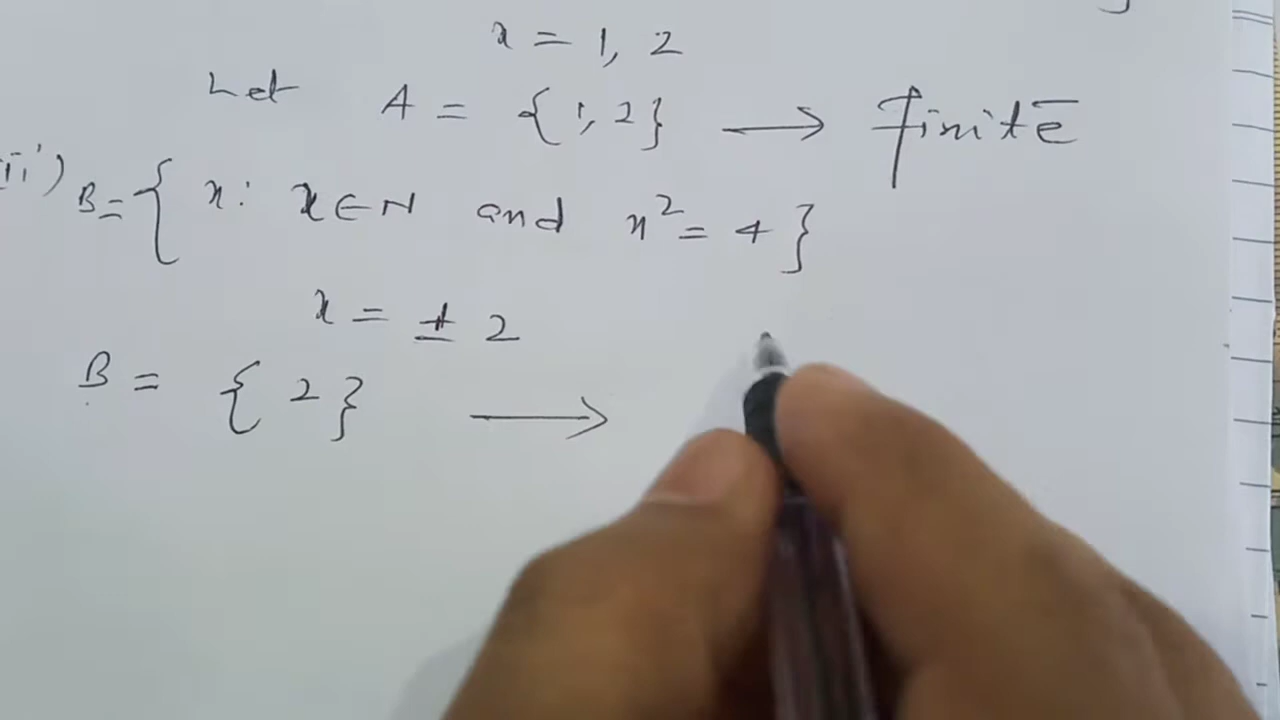 x = 1, 2
Let A = {1, 2} → finite
ii) B = { x : x ∈ N and x² = 4 }
x = ± 2
B = { 2 } →